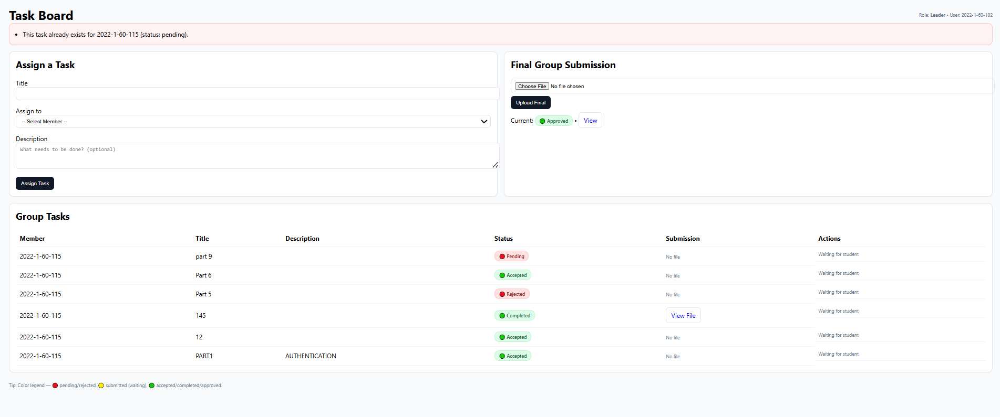 Task Board
Role: Leader • User: 2022-1-60-102
• This task already exists for 2022-1-60-115 (status: pending).
Assign a Task
Title
Assign to
-- Select Member --
Description
What needs to be done? (optional)
Assign Task
Final Group Submission
Choose File No file chosen
Upload Final
Current: Approved • View
Group Tasks
Member Title Description Status Submission Actions
2022-1-60-115 part 9 Pending No file Waiting for student
2022-1-60-115 Part 6 Accepted No file Waiting for student
2022-1-60-115 Part 5 Rejected No file Waiting for student
2022-1-60-115 145 Completed View File Waiting for student
2022-1-60-115 12 Accepted No file Waiting for student
2022-1-60-115 PART1 AUTHENTICATION Accepted No file Waiting for student
Tip: Color legend — pending/rejected, submitted (waiting), accepted/completed/approved.